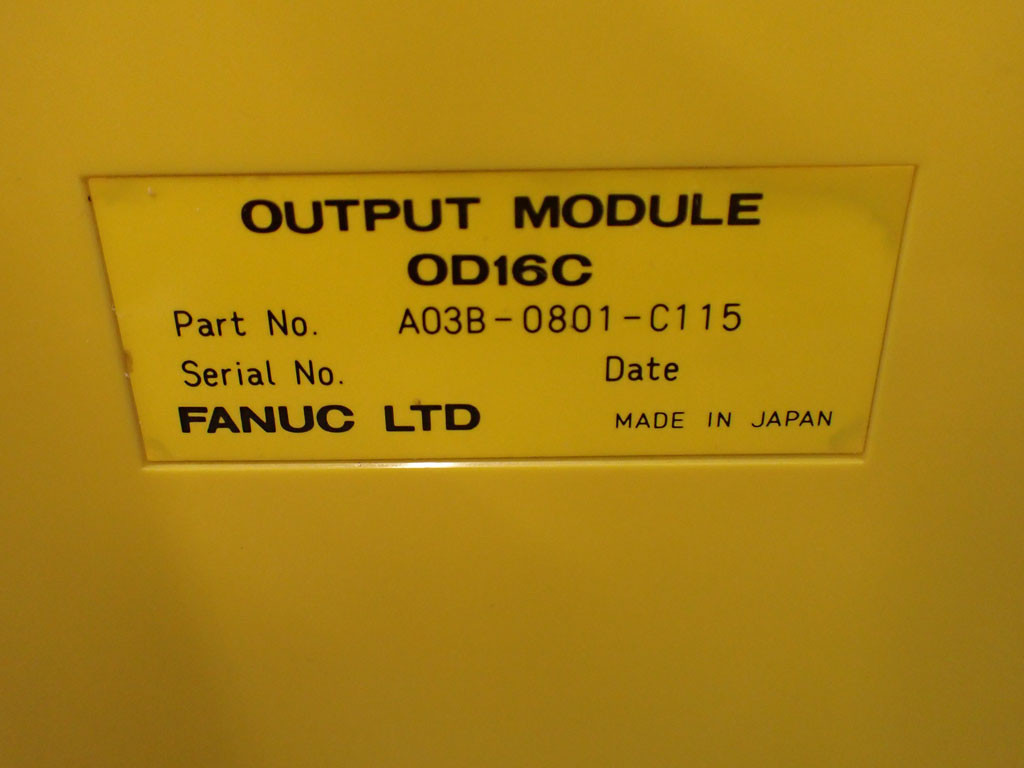 OUTPUT MODULE
OD16C
Part No. A03B-0801-C115
Serial No. Date
FANUC LTD MADE IN JAPAN